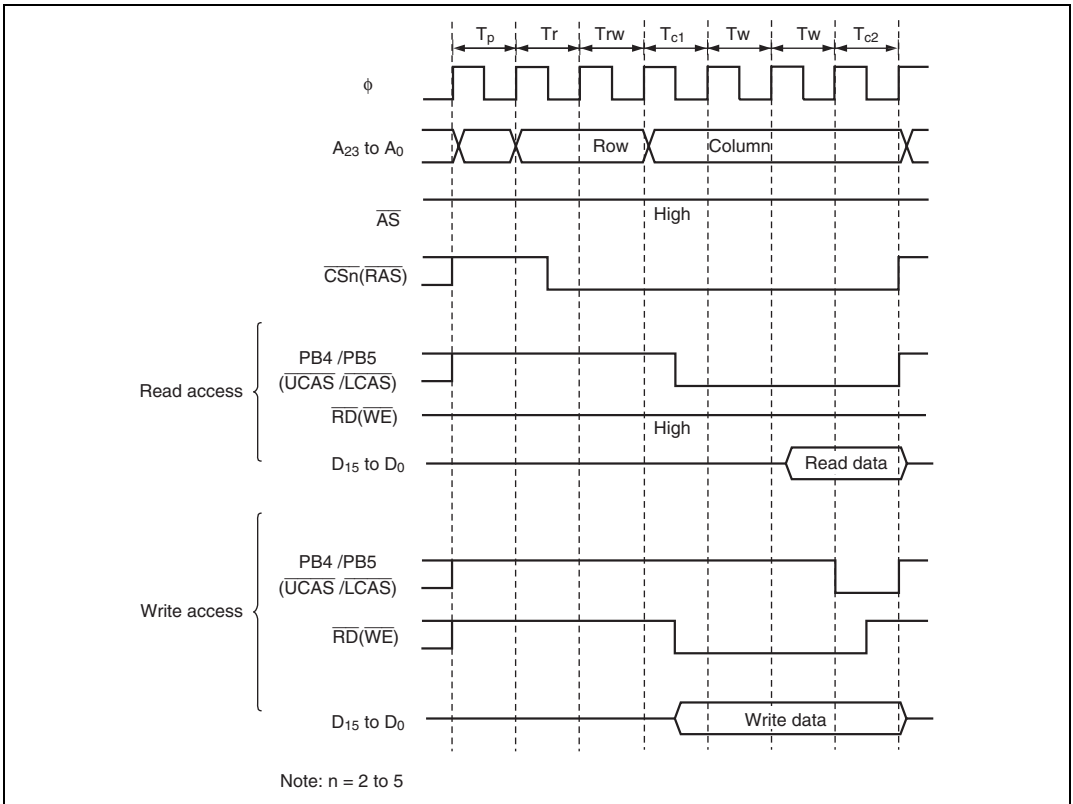 Tp Tr Trw Tc1 Tw Tw Tc2
ϕ
A23 to A0 Row Column
AS High
CSn(RAS)
Read access
PB4 /PB5
(UCAS /LCAS)
RD(WE) High
D15 to D0 Read data
Write access
PB4 /PB5
(UCAS /LCAS)
RD(WE)
D15 to D0 Write data
Note: n = 2 to 5